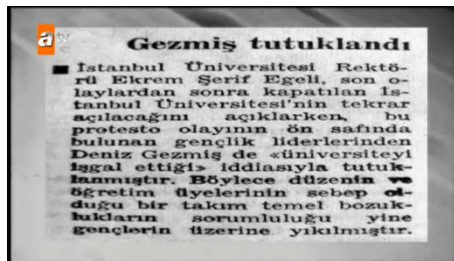 atv
Gezmiş tutuklandı
■ İstanbul Üniversitesi Rektö-
rü Ekrem Şerif Egeli, son o-
laylardan sonra kapatılan İs-
tanbul Üniversitesi'nin tekrar
açılacağını açıklarken, bu
protesto olayının ön safında
bulunan gençlik liderlerinden
Deniz Gezmiş de «üniversiteyi
işgal ettiği» iddiasıyla tutuk-
lanmıştır. Böylece düzenin ve
öğretim üyelerinin sebep ol-
duğu bir takım temel bozuk-
lukların sorumluluğu yine
gençlerin üzerine yıkılmıştır.